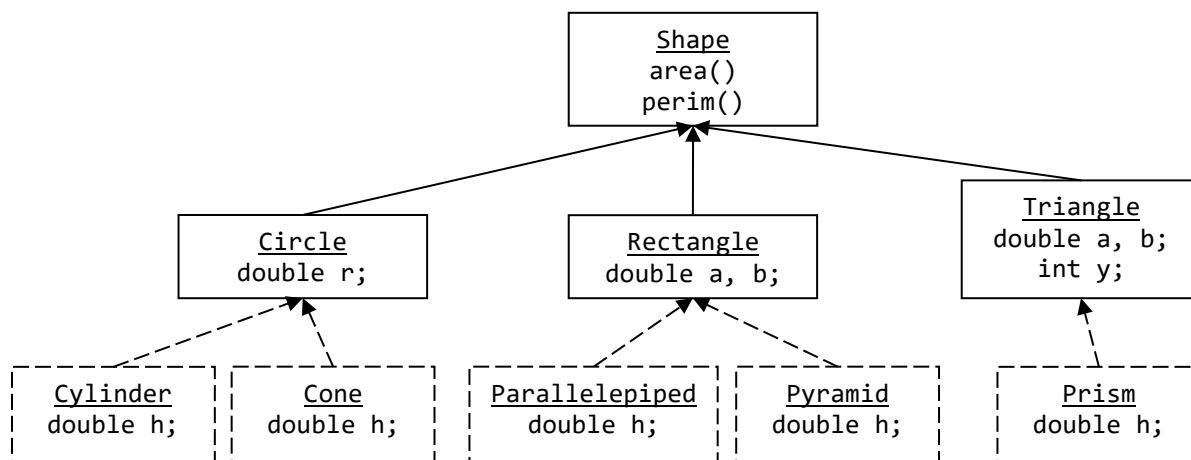 Shape
area()
perim()
Circle
double r;
Rectangle
double a, b;
Triangle
double a, b;
int y;
Cylinder
double h;
Cone
double h;
Parallelepiped
double h;
Pyramid
double h;
Prism
double h;